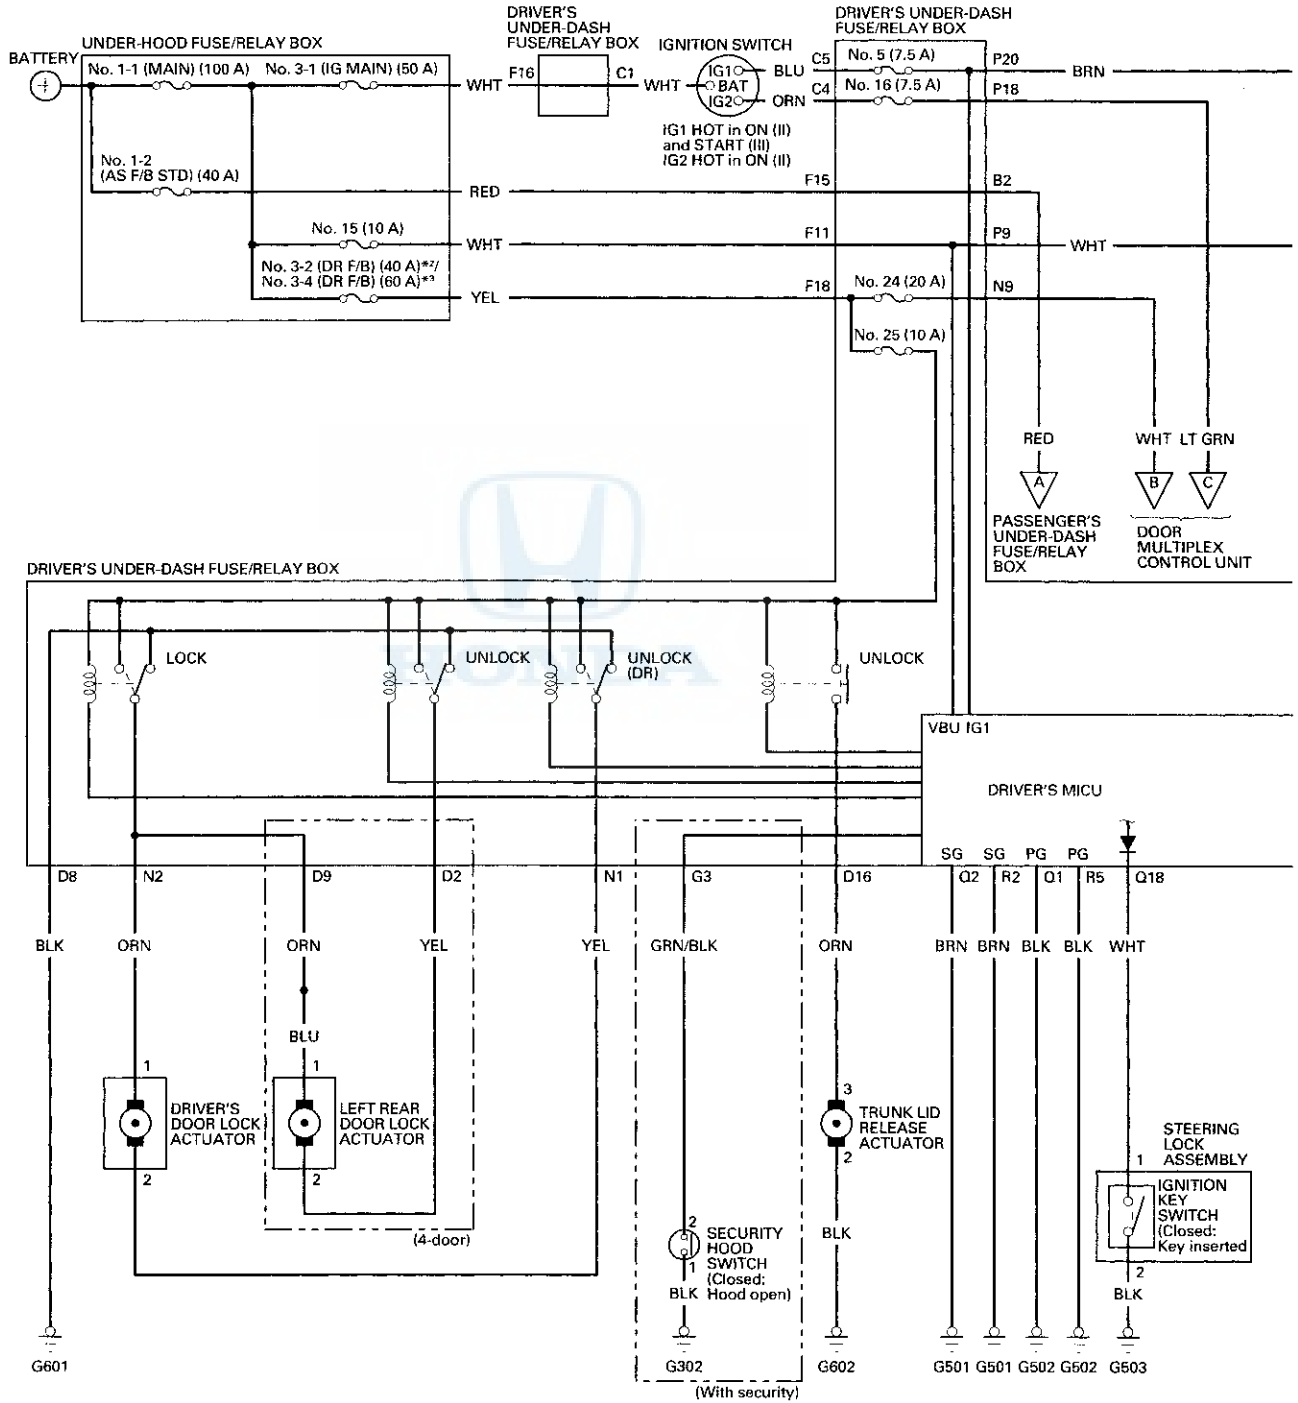 DRIVER'S
UNDER-DASH
FUSE/RELAY BOX
DRIVER'S UNDER-DASH
FUSE/RELAY BOX
UNDER-HOOD FUSE/RELAY BOX
IGNITION SWITCH
BATTERY
No. 1-1 (MAIN) (100 A)
No. 3-1 (IG MAIN) (50 A)
WHT
F16
C1
WHT
IG1
BAT
IG2
BLU
ORN
C5
C4
No. 5 (7.5 A)
No. 16 (7.5 A)
P20
P18
BRN
IG1 HOT in ON (II)
and START (III)
IG2 HOT in ON (II)
No. 1-2
(AS F/B STD) (40 A)
RED
F15
B2
No. 15 (10 A)
WHT
F11
P9
WHT
No. 3-2 (DR F/B) (40 A)*2/
No. 3-4 (DR F/B) (60 A)*3
YEL
F18
No. 24 (20 A)
N9
No. 25 (10 A)
RED
WHT
LT GRN
A
B
C
PASSENGER'S
UNDER-DASH
FUSE/RELAY
BOX
DOOR
MULTIPLEX
CONTROL UNIT
DRIVER'S UNDER-DASH FUSE/RELAY BOX
HONDA
LOCK
UNLOCK
UNLOCK
(DR)
UNLOCK
VBU IG1
DRIVER'S MICU
SG
SG
PG
PG
D8
N2
D9
D2
N1
G3
D16
Q2
R2
Q1
R5
Q18
BLK
ORN
ORN
YEL
YEL
GRN/BLK
ORN
BRN
BRN
BLK
BLK
WHT
BLU
1
DRIVER'S
DOOR LOCK
ACTUATOR
2
1
LEFT REAR
DOOR LOCK
ACTUATOR
2
(4-door)
3
TRUNK LID
RELEASE
ACTUATOR
2
BLK
2
SECURITY
HOOD
SWITCH
(Closed:
Hood open)
1
BLK
STEERING
LOCK
ASSEMBLY
1
IGNITION
KEY
SWITCH
(Closed:
Key inserted
2
BLK
G601
G302
G602
G501
G501
G502
G502
G503
(With security)